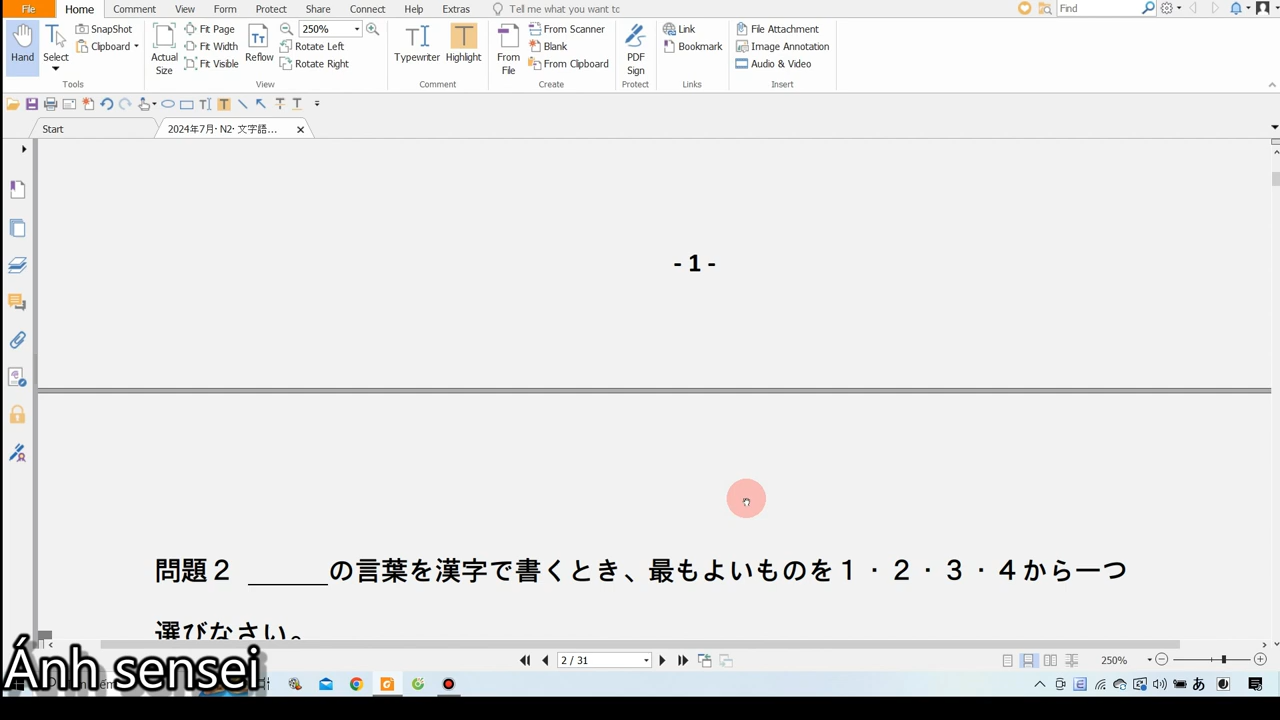 File Home Comment View Form Protect Share Connect Help Extras Tell me what you want tc Find
Hand
Select
SnapShot
Clipboard
Tools
Actual Size
Fit Page
Fit Width
Fit Visible
Reflow
250%
Rotate Left
Rotate Right
View
Typewriter
Highlight
Comment
From File
From Scanner
Blank
From Clipboard
Create
PDF Sign
Protect
Link
Bookmark
Links
File Attachment
Image Annotation
Audio & Video
Insert
Start 2024年7月· N2· 文字語...
- 1 -
問題２ ______の言葉を漢字で書くとき、最もよいものを１・２・３・４から一つ
選びなさい。
2 / 31 250%
Ánh sensei